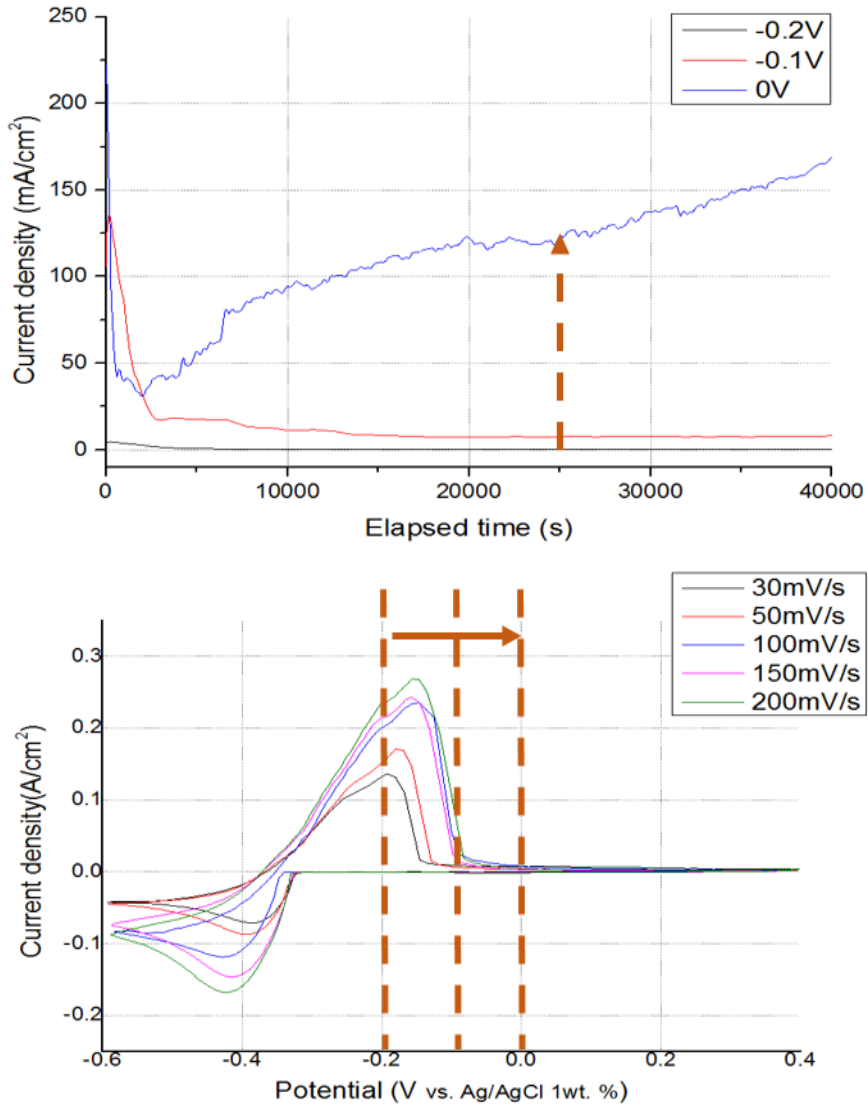 250
200
150
100
50
0
Current density (mA/cm²)
-0.2V
-0.1V
0V
0
10000
20000
30000
40000
Elapsed time (s)
30mV/s
50mV/s
100mV/s
150mV/s
200mV/s
0.3
0.2
0.1
0.0
-0.1
-0.2
Current density(A/cm²)
-0.6
-0.4
-0.2
0.0
0.2
0.4
Potential (V vs. Ag/AgCl 1wt. %)